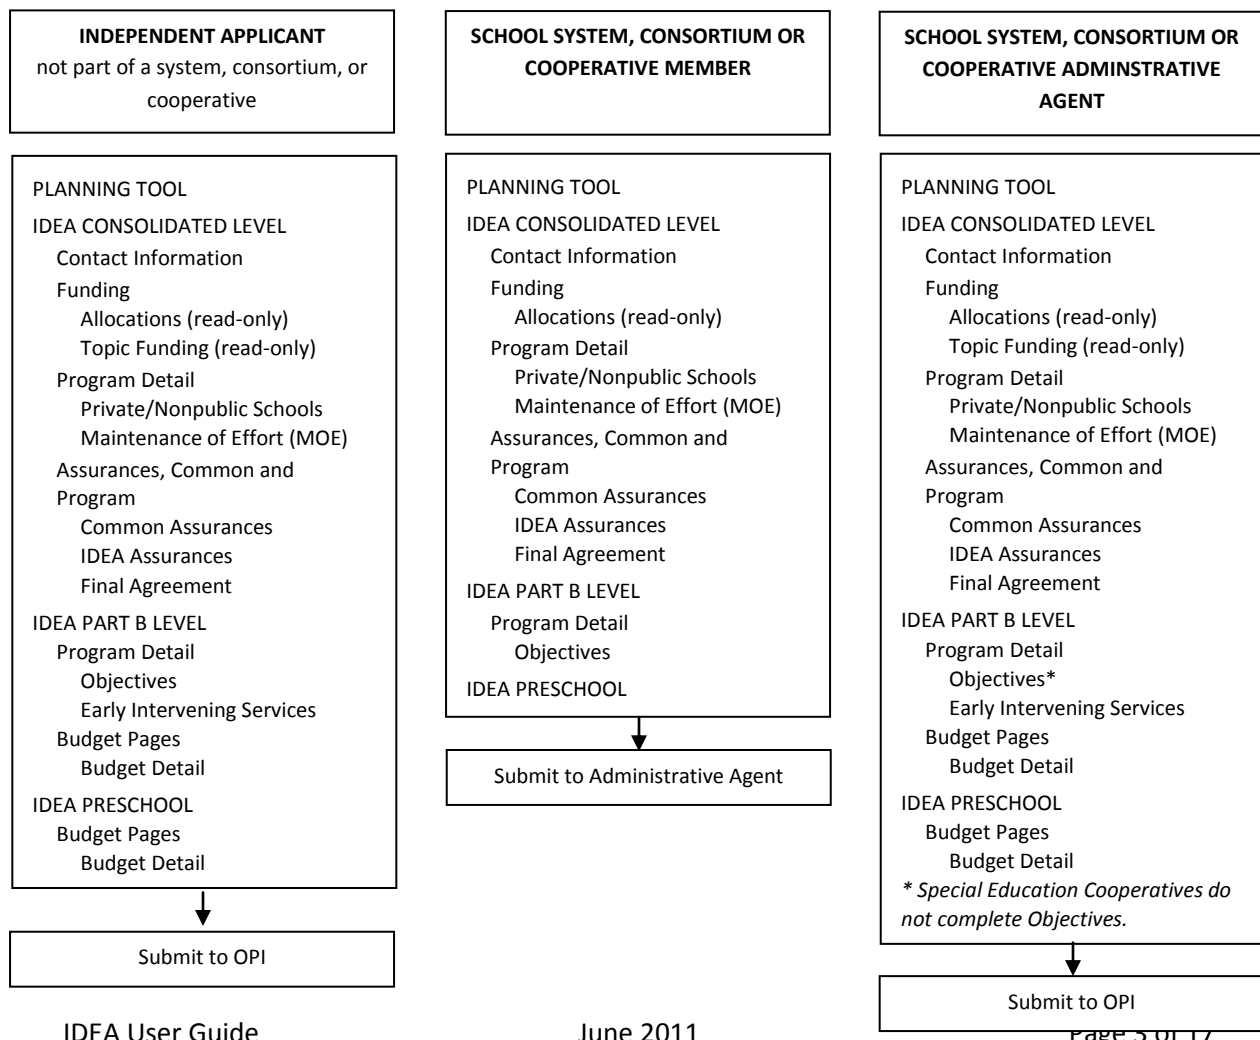 INDEPENDENT APPLICANT
not part of a system, consortium, or
cooperative
PLANNING TOOL
IDEA CONSOLIDATED LEVEL
Contact Information
Funding
Allocations (read-only)
Topic Funding (read-only)
Program Detail
Private/Nonpublic Schools
Maintenance of Effort (MOE)
Assurances, Common and
Program
Common Assurances
IDEA Assurances
Final Agreement
IDEA PART B LEVEL
Program Detail
Objectives
Early Intervening Services
Budget Pages
Budget Detail
IDEA PRESCHOOL
Budget Pages
Budget Detail
Submit to OPI
SCHOOL SYSTEM, CONSORTIUM OR
COOPERATIVE MEMBER
PLANNING TOOL
IDEA CONSOLIDATED LEVEL
Contact Information
Funding
Allocations (read-only)
Program Detail
Private/Nonpublic Schools
Maintenance of Effort (MOE)
Assurances, Common and
Program
Common Assurances
IDEA Assurances
Final Agreement
IDEA PART B LEVEL
Program Detail
Objectives
IDEA PRESCHOOL
Submit to Administrative Agent
SCHOOL SYSTEM, CONSORTIUM OR
COOPERATIVE ADMINSTRATIVE
AGENT
PLANNING TOOL
IDEA CONSOLIDATED LEVEL
Contact Information
Funding
Allocations (read-only)
Topic Funding (read-only)
Program Detail
Private/Nonpublic Schools
Maintenance of Effort (MOE)
Assurances, Common and
Program
Common Assurances
IDEA Assurances
Final Agreement
IDEA PART B LEVEL
Program Detail
Objectives*
Early Intervening Services
Budget Pages
Budget Detail
IDEA PRESCHOOL
Budget Pages
Budget Detail
* Special Education Cooperatives do
not complete Objectives.
Submit to OPI
IDEA User Guide June 2011 Page 3 of 17